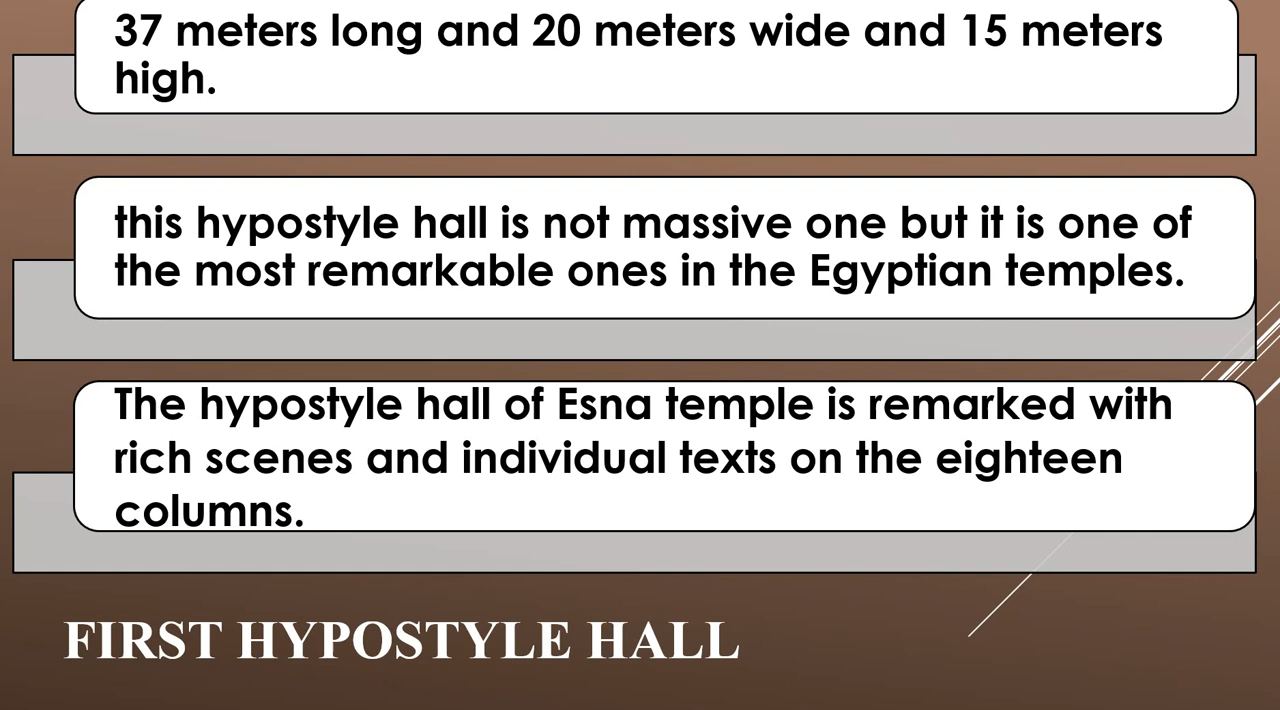 37 meters long and 20 meters wide and 15 meters
high.
this hypostyle hall is not massive one but it is one of
the most remarkable ones in the Egyptian temples.
The hypostyle hall of Esna temple is remarked with
rich scenes and individual texts on the eighteen
columns.
FIRST HYPOSTYLE HALL